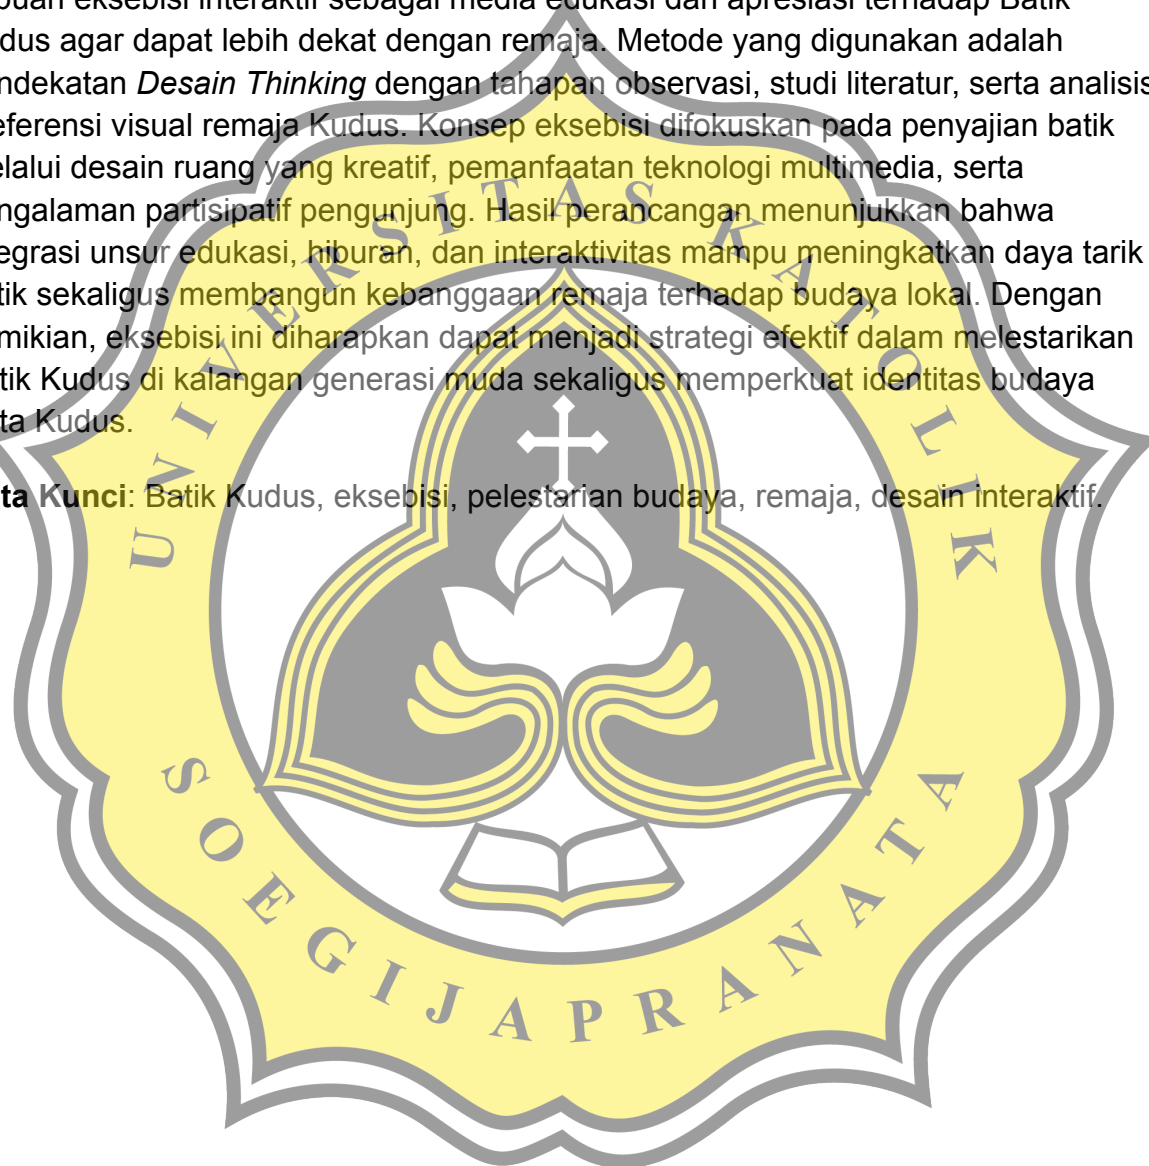 buah eksebisi interaktif sebagai media edukasi dan apresiasi terhadap Batik
dus agar dapat lebih dekat dengan remaja. Metode yang digunakan adalah
ndekatan Desain Thinking dengan tahapan observasi, studi literatur, serta analisis
eferensi visual remaja Kudus. Konsep eksebisi difokuskan pada penyajian batik
elalui desain ruang yang kreatif, pemanfaatan teknologi multimedia, serta
ngalaman partisipatif pengunjung. Hasil perancangan menunjukkan bahwa
egrasi unsur edukasi, hiburan, dan interaktivitas mampu meningkatkan daya tarik
tik sekaligus membangun kebanggaan remaja terhadap budaya lokal. Dengan
mikian, eksebisi ini diharapkan dapat menjadi strategi efektif dalam melestarikan
tik Kudus di kalangan generasi muda sekaligus memperkuat identitas budaya
ta Kudus.
ta Kunci: Batik Kudus, eksebisi, pelestarian budaya, remaja, desain interaktif.
UNIVERSITAS KATOLIK
SOEGIJAPRANATA